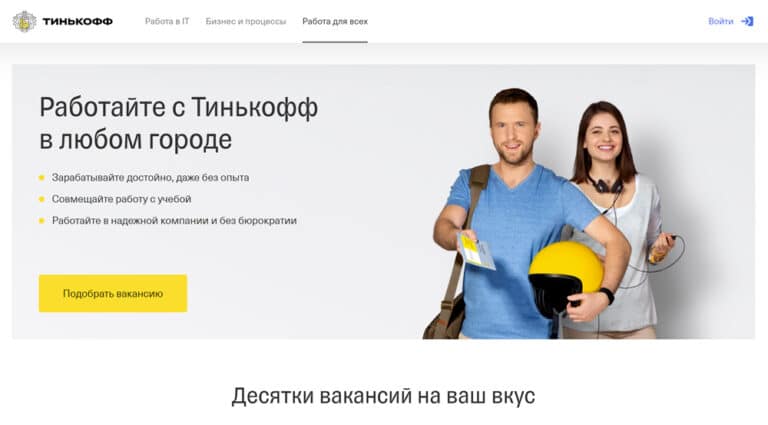 ТИНЬКОФФ
Работа в IT
Бизнес и процессы
Работа для всех
Войти
Работайте с Тинькофф
в любом городе
Зарабатывайте достойно, даже без опыта
Совмещайте работу с учебой
Работайте в надежной компании и без бюрократии
Подобрать вакансию
Десятки вакансий на ваш вкус